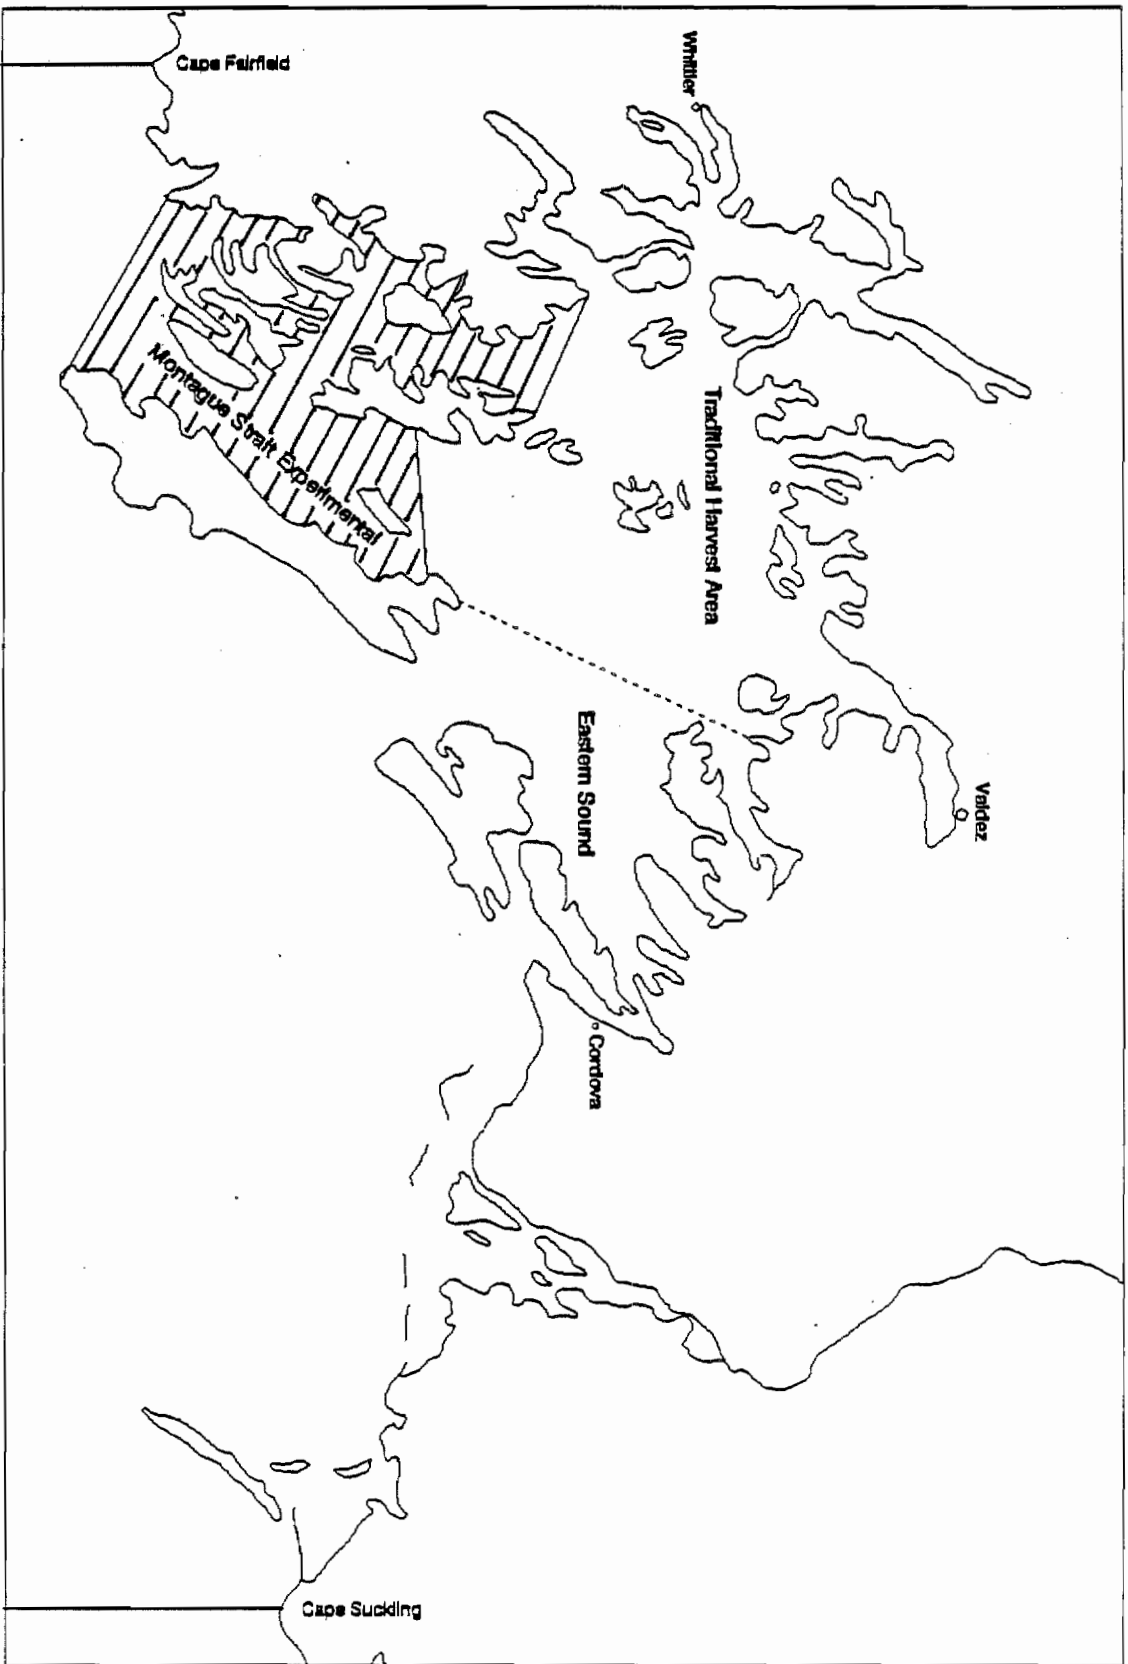 Cape Fairfield
Whittier
Montague Strait Experimental
Traditional Harvest Area
Eastern Sound
Valdez
Cordova
Cape Suckling